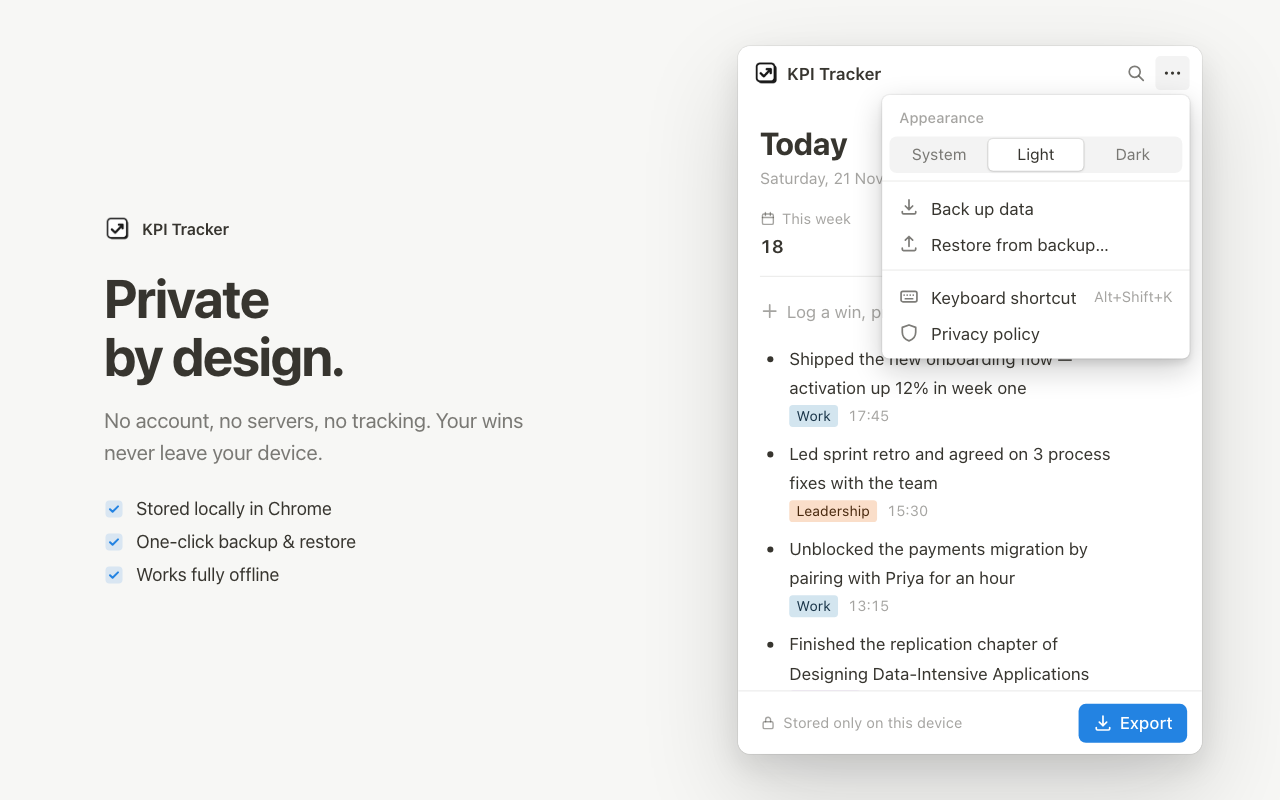 KPI Tracker
Private
by design.
No account, no servers, no tracking. Your wins
never leave your device.
Stored locally in Chrome
One-click backup & restore
Works fully offline
KPI Tracker
Today
Saturday, 21 Nov
This week
18
Log a win, p
Appearance
System Light Dark
Back up data
Restore from backup...
Keyboard shortcut Alt+Shift+K
Privacy policy
Shipped the new onboarding flow —
activation up 12% in week one
Work 17:45
Led sprint retro and agreed on 3 process
fixes with the team
Leadership 15:30
Unblocked the payments migration by
pairing with Priya for an hour
Work 13:15
Finished the replication chapter of
Designing Data-Intensive Applications
Stored only on this device
Export